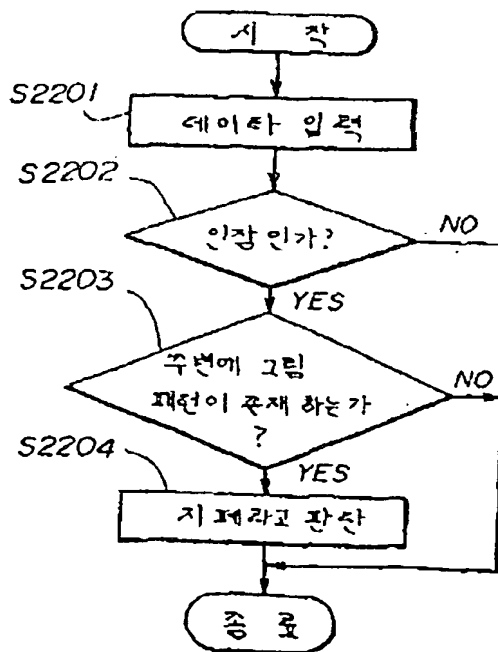 시 작
S2201
데이타 입력
S2202
인장인가?
NO
S2203
YES
주변에 그림
패턴이 존재 하는가
?
NO
S2204
YES
지폐라고 판단
종 료